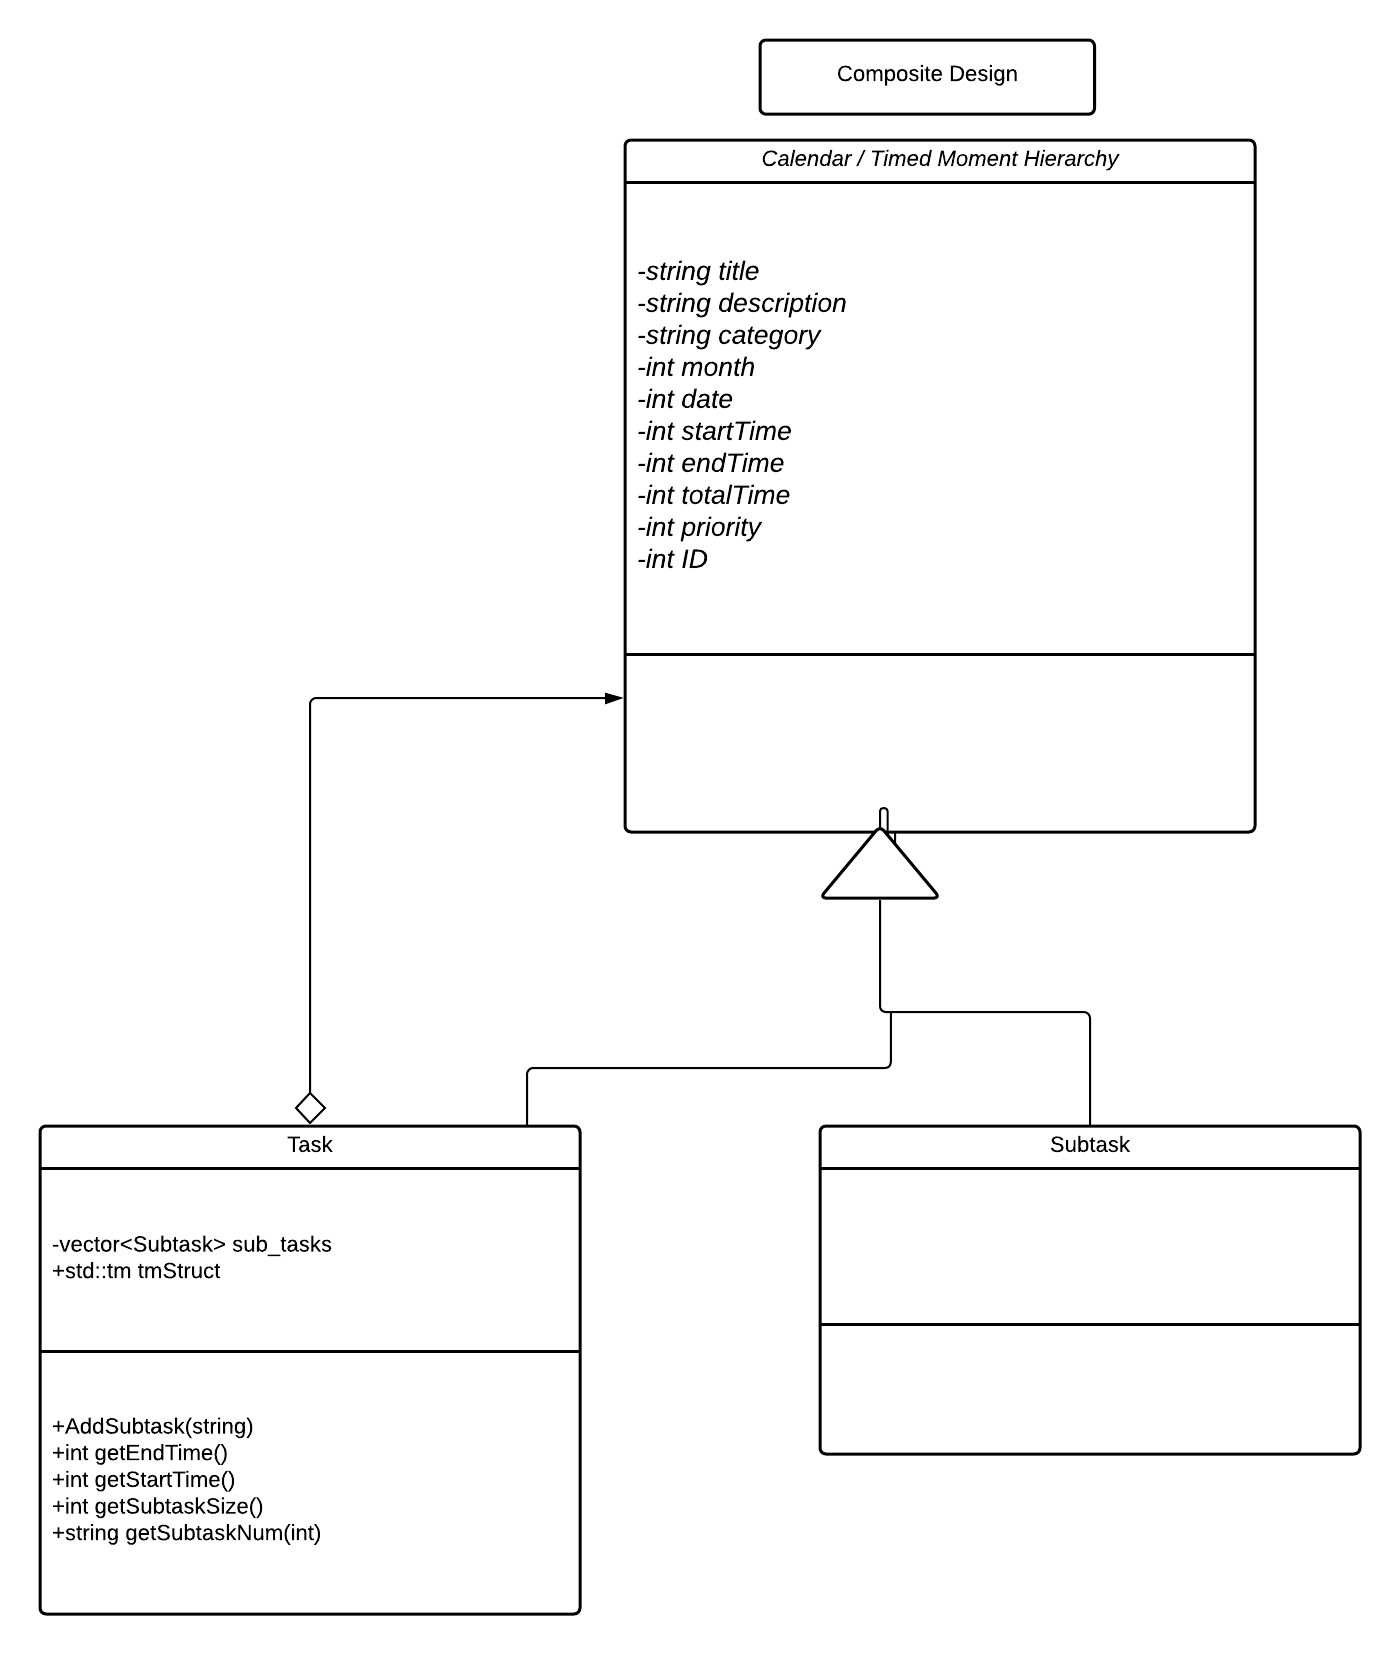 Composite Design
Calendar / Timed Moment Hierarchy
-string title
-string description
-string category
-int month
-int date
-int startTime
-int endTime
-int totalTime
-int priority
-int ID
Task
-vector<Subtask> sub_tasks
+std::tm tmStruct
+AddSubtask(string)
+int getEndTime()
+int getStartTime()
+int getSubtaskSize()
+string getSubtaskNum(int)
Subtask